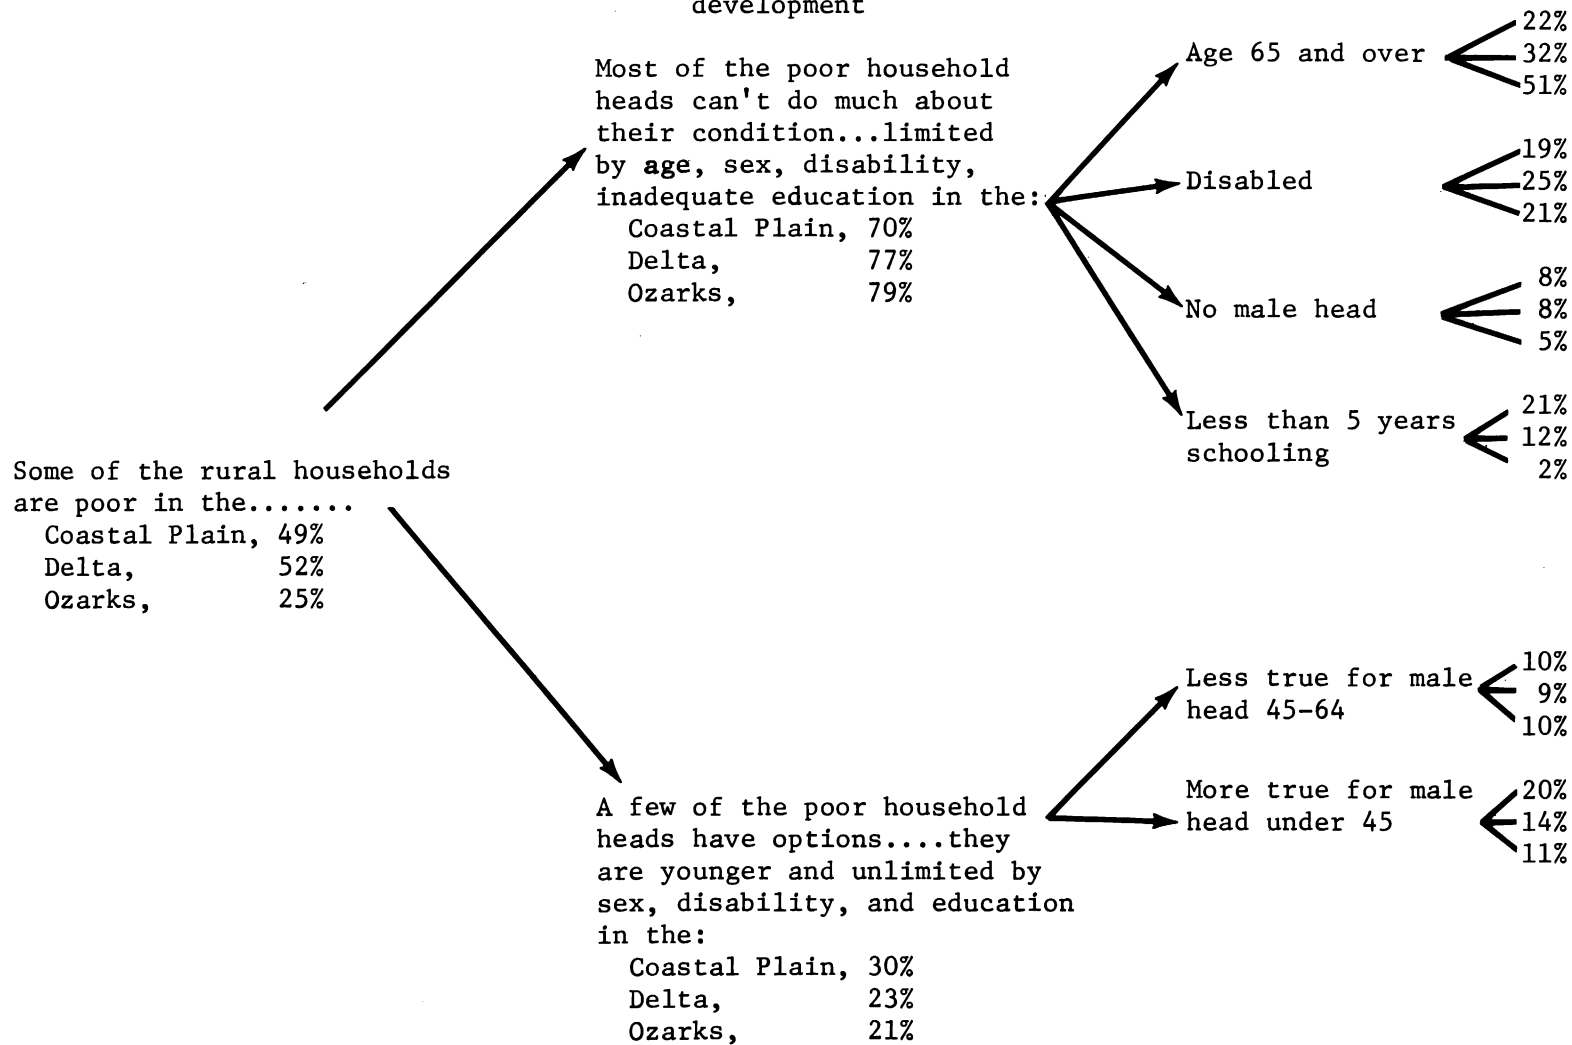 development
Most of the poor household
heads can't do much about
their condition...limited
by age, sex, disability,
inadequate education in the:
Coastal Plain, 70%
Delta, 77%
Ozarks, 79%
Age 65 and over
22%
32%
51%
Disabled
19%
25%
21%
No male head
8%
8%
5%
Less than 5 years
schooling
21%
12%
2%
Some of the rural households
are poor in the.......
Coastal Plain, 49%
Delta, 52%
Ozarks, 25%
A few of the poor household
heads have options....they
are younger and unlimited by
sex, disability, and education
in the:
Coastal Plain, 30%
Delta, 23%
Ozarks, 21%
Less true for male
head 45-64
10%
9%
10%
More true for male
head under 45
20%
14%
11%